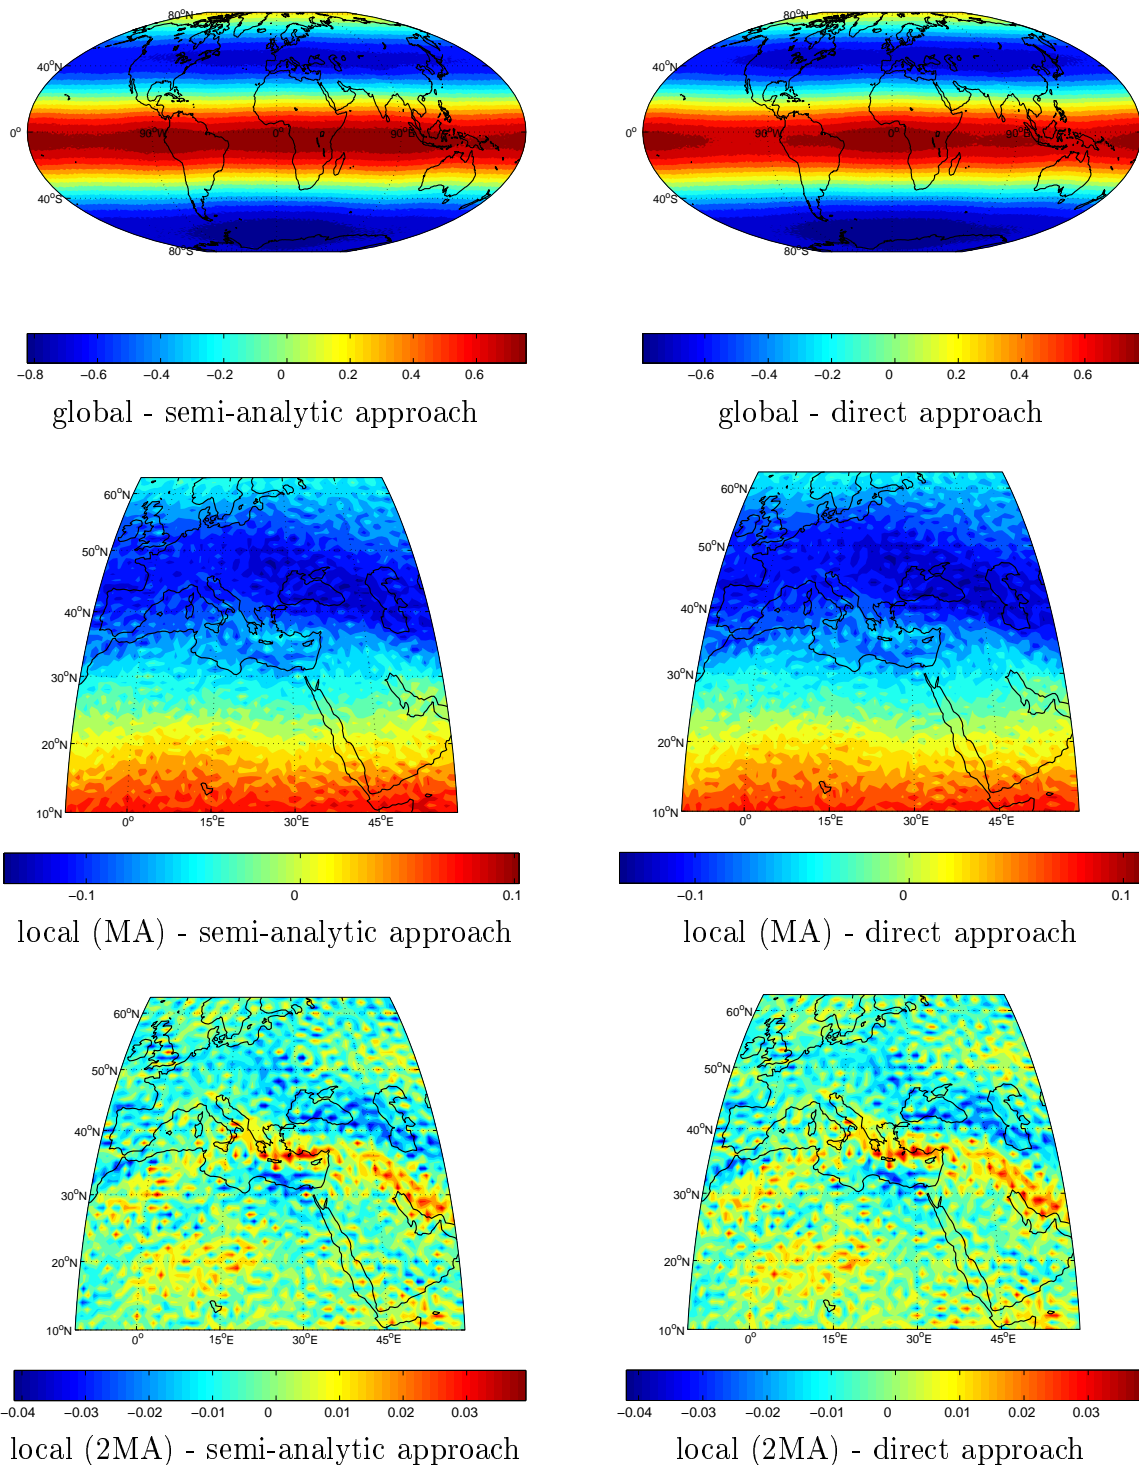 80°N
80°N
40°N
40°N
0°
90°W
0°
90°E
0°
90°W
0°
90°E
40°S
40°S
80°S
80°S
−0.8 −0.6 −0.4 −0.2 0 0.2 0.4 0.6
−0.6 −0.4 −0.2 0 0.2 0.4 0.6
global - semi-analytic approach
global - direct approach
60°N
60°N
50°N
50°N
40°N
40°N
30°N
30°N
20°N
20°N
10°N
10°N
0° 15°E 30°E 45°E
0° 15°E 30°E 45°E
−0.1 0 0.1
−0.1 0 0.1
local (MA) - semi-analytic approach
local (MA) - direct approach
60°N
60°N
50°N
50°N
40°N
40°N
30°N
30°N
20°N
20°N
10°N
10°N
0° 15°E 30°E 45°E
0° 15°E 30°E 45°E
−0.04 −0.03 −0.02 −0.01 0 0.01 0.02 0.03
−0.04 −0.03 −0.02 −0.01 0 0.01 0.02 0.03
local (2MA) - semi-analytic approach
local (2MA) - direct approach